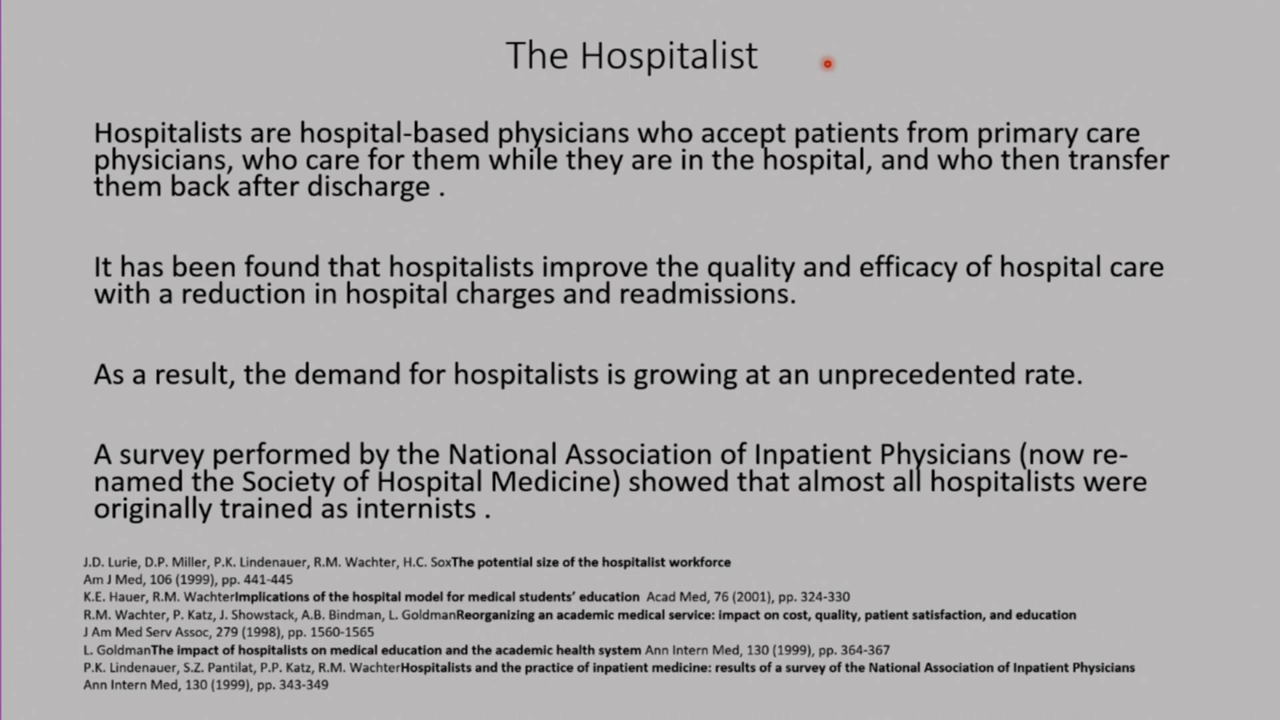 The Hospitalist
Hospitalists are hospital-based physicians who accept patients from primary care
physicians, who care for them while they are in the hospital, and who then transfer
them back after discharge .
It has been found that hospitalists improve the quality and efficacy of hospital care
with a reduction in hospital charges and readmissions.
As a result, the demand for hospitalists is growing at an unprecedented rate.
A survey performed by the National Association of Inpatient Physicians (now re-
named the Society of Hospital Medicine) showed that almost all hospitalists were
originally trained as internists .
J.D. Lurie, D.P. Miller, P.K. Lindenauer, R.M. Wachter, H.C. SoxThe potential size of the hospitalist workforce
Am J Med, 106 (1999), pp. 441-445
K.E. Hauer, R.M. WachterImplications of the hospital model for medical students’ education Acad Med, 76 (2001), pp. 324-330
R.M. Wachter, P. Katz, J. Showstack, A.B. Bindman, L. GoldmanReorganizing an academic medical service: impact on cost, quality, patient satisfaction, and education
J Am Med Serv Assoc, 279 (1998), pp. 1560-1565
L. GoldmanThe impact of hospitalists on medical education and the academic health system Ann Intern Med, 130 (1999), pp. 364-367
P.K. Lindenauer, S.Z. Pantilat, P.P. Katz, R.M. WachterHospitalists and the practice of inpatient medicine: results of a survey of the National Association of Inpatient Physicians
Ann Intern Med, 130 (1999), pp. 343-349